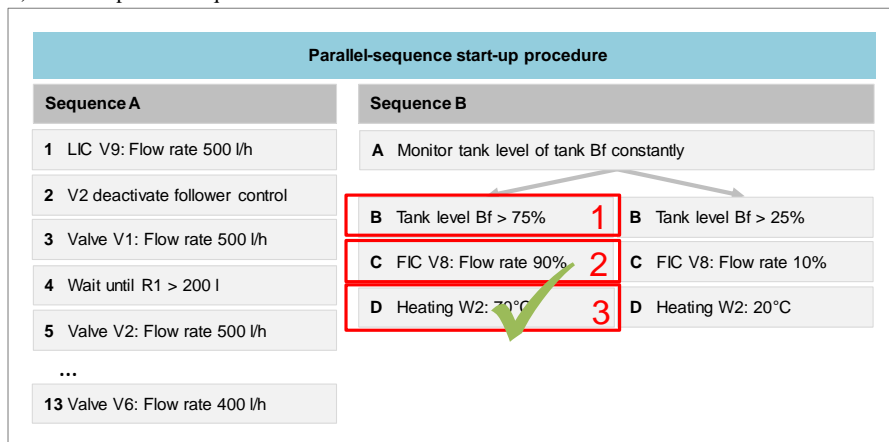 Parallel-sequence start-up procedure
Sequence A
1 LIC V9: Flow rate 500 l/h
2 V2 deactivate follower control
3 Valve V1: Flow rate 500 l/h
4 Wait until R1 > 200 l
5 Valve V2: Flow rate 500 l/h
...
13 Valve V6: Flow rate 400 l/h
Sequence B
A Monitor tank level of tank Bf constantly
B Tank level Bf > 75% 1
C FIC V8: Flow rate 90% 2
D Heating W2: 70°C 3
B Tank level Bf > 25%
C FIC V8: Flow rate 10%
D Heating W2: 20°C